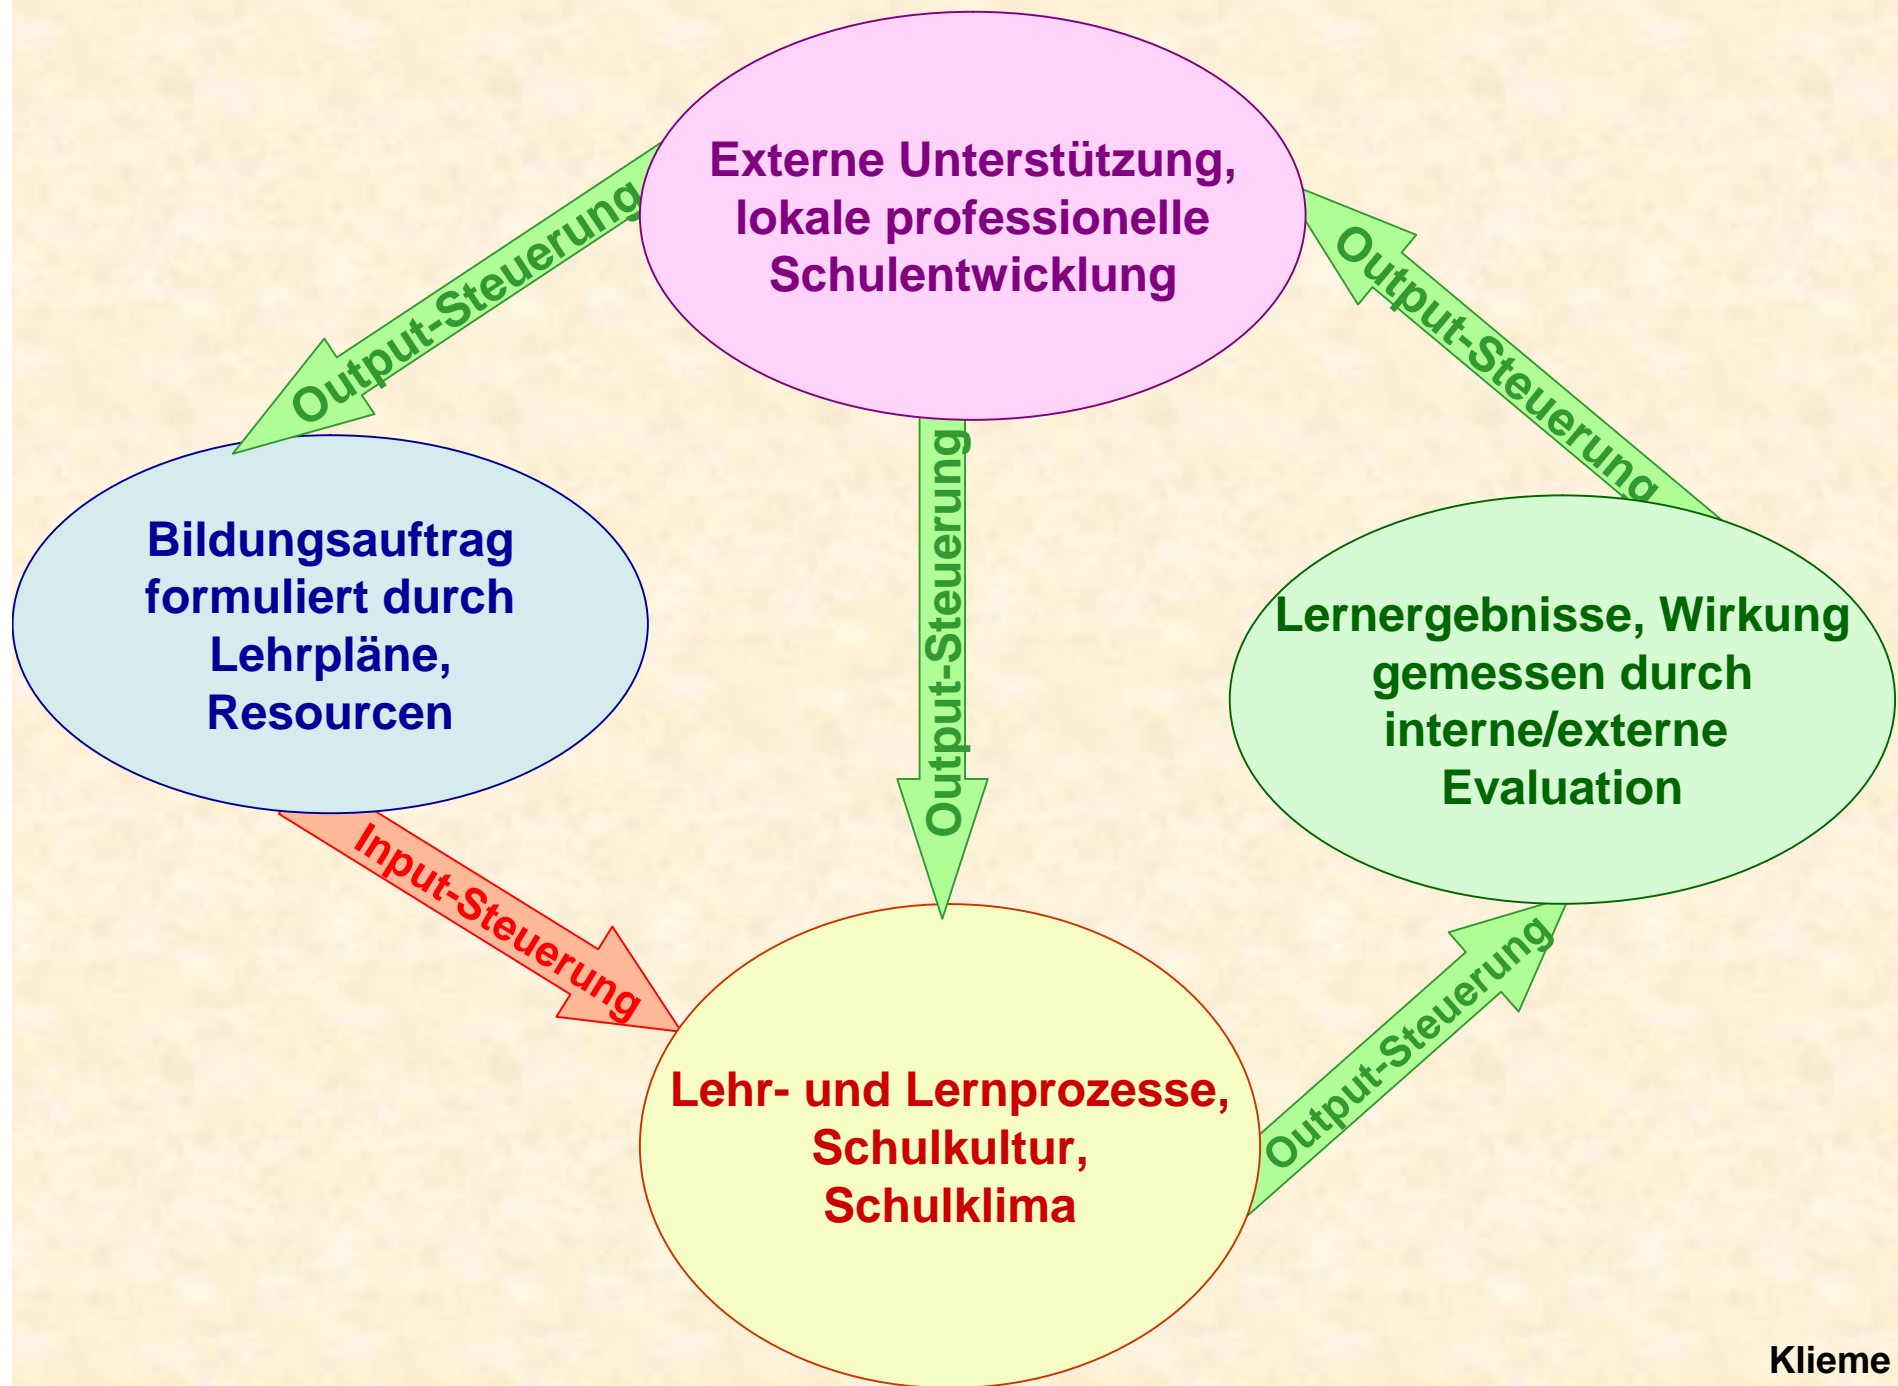 Externe Unterstützung,
lokale professionelle
Schulentwicklung
Output-Steuerung
Output-Steuerung
Output-Steuerung
Bildungsauftrag
formuliert durch
Lehrpläne,
Resourcen
Lernergebnisse, Wirkung
gemessen durch
interne/externe
Evaluation
Input-Steuerung
Output-Steuerung
Lehr- und Lernprozesse,
Schulkultur,
Schulklima
Klieme